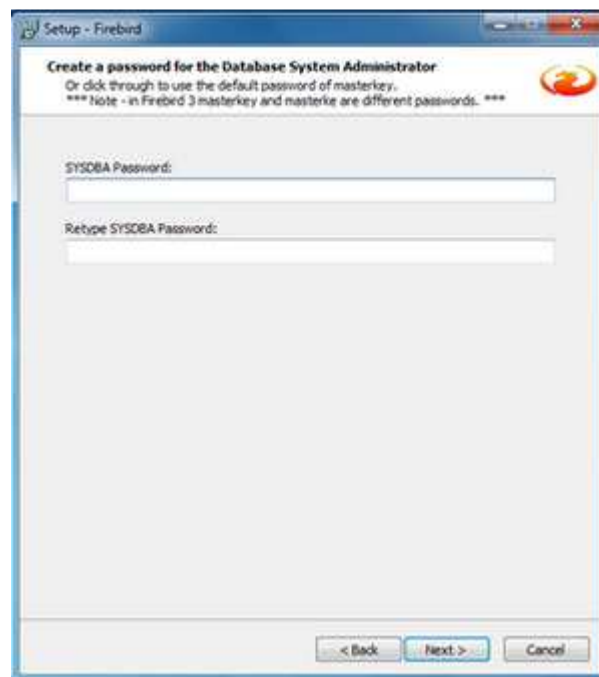 Setup - Firebird
Create a password for the Database System Administrator
Or click through to use the default password of masterkey.
*** Note - in Firebird 3 masterkey and masterke are different passwords. ***
SYSDBA Password:
Retype SYSDBA Password:
< Back
Next >
Cancel